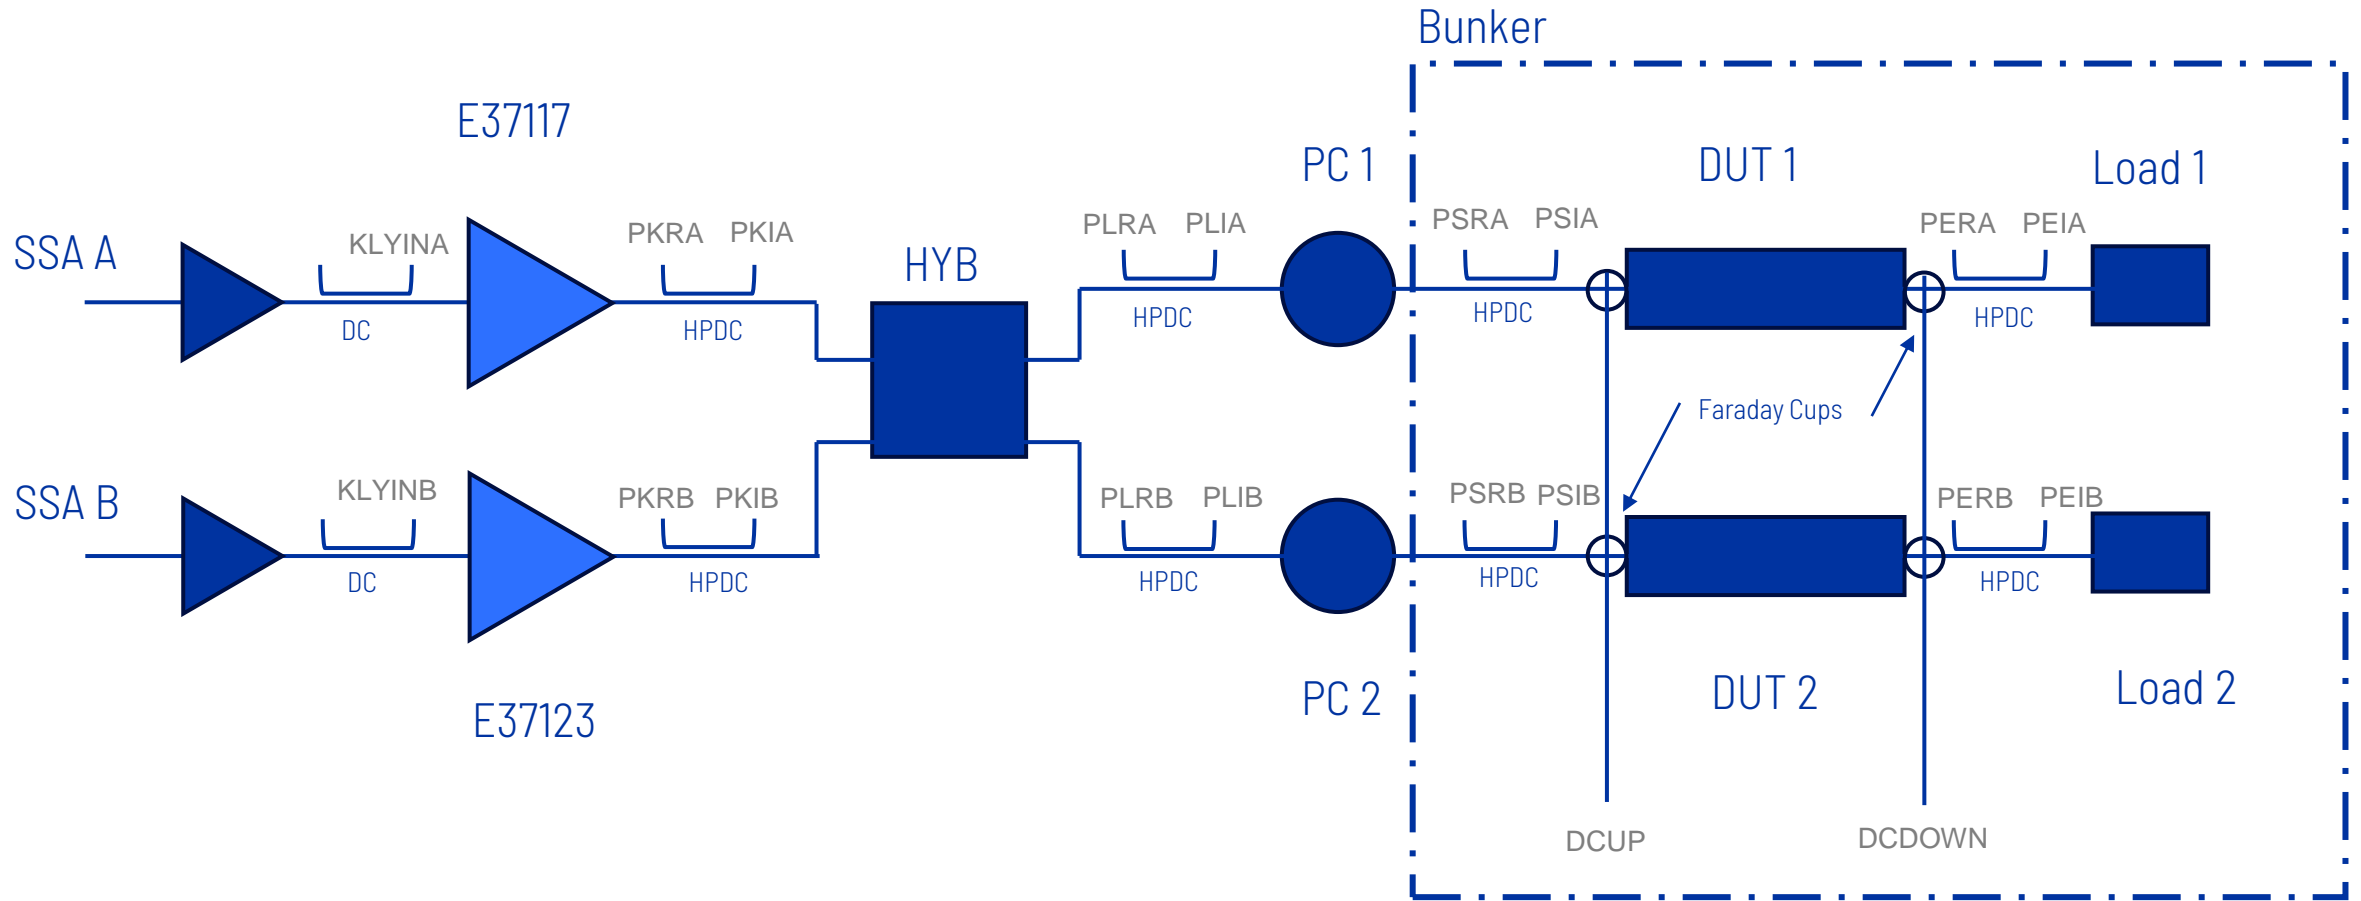 Bunker
E37117
PC 1
DUT 1
Load 1
SSA A
KLYINA
PKRA PKIA
HYB
PLRA PLIA
PSRA PSIA
PERA PEIA
DC
HPDC
HPDC
HPDC
HPDC
Faraday Cups
SSA B
KLYINB
PKRB PKIB
PLRB PLIB
PSRB PSIB
PERB PEIB
DC
HPDC
HPDC
HPDC
HPDC
E37123
PC 2
DUT 2
Load 2
DCUP
DCDOWN